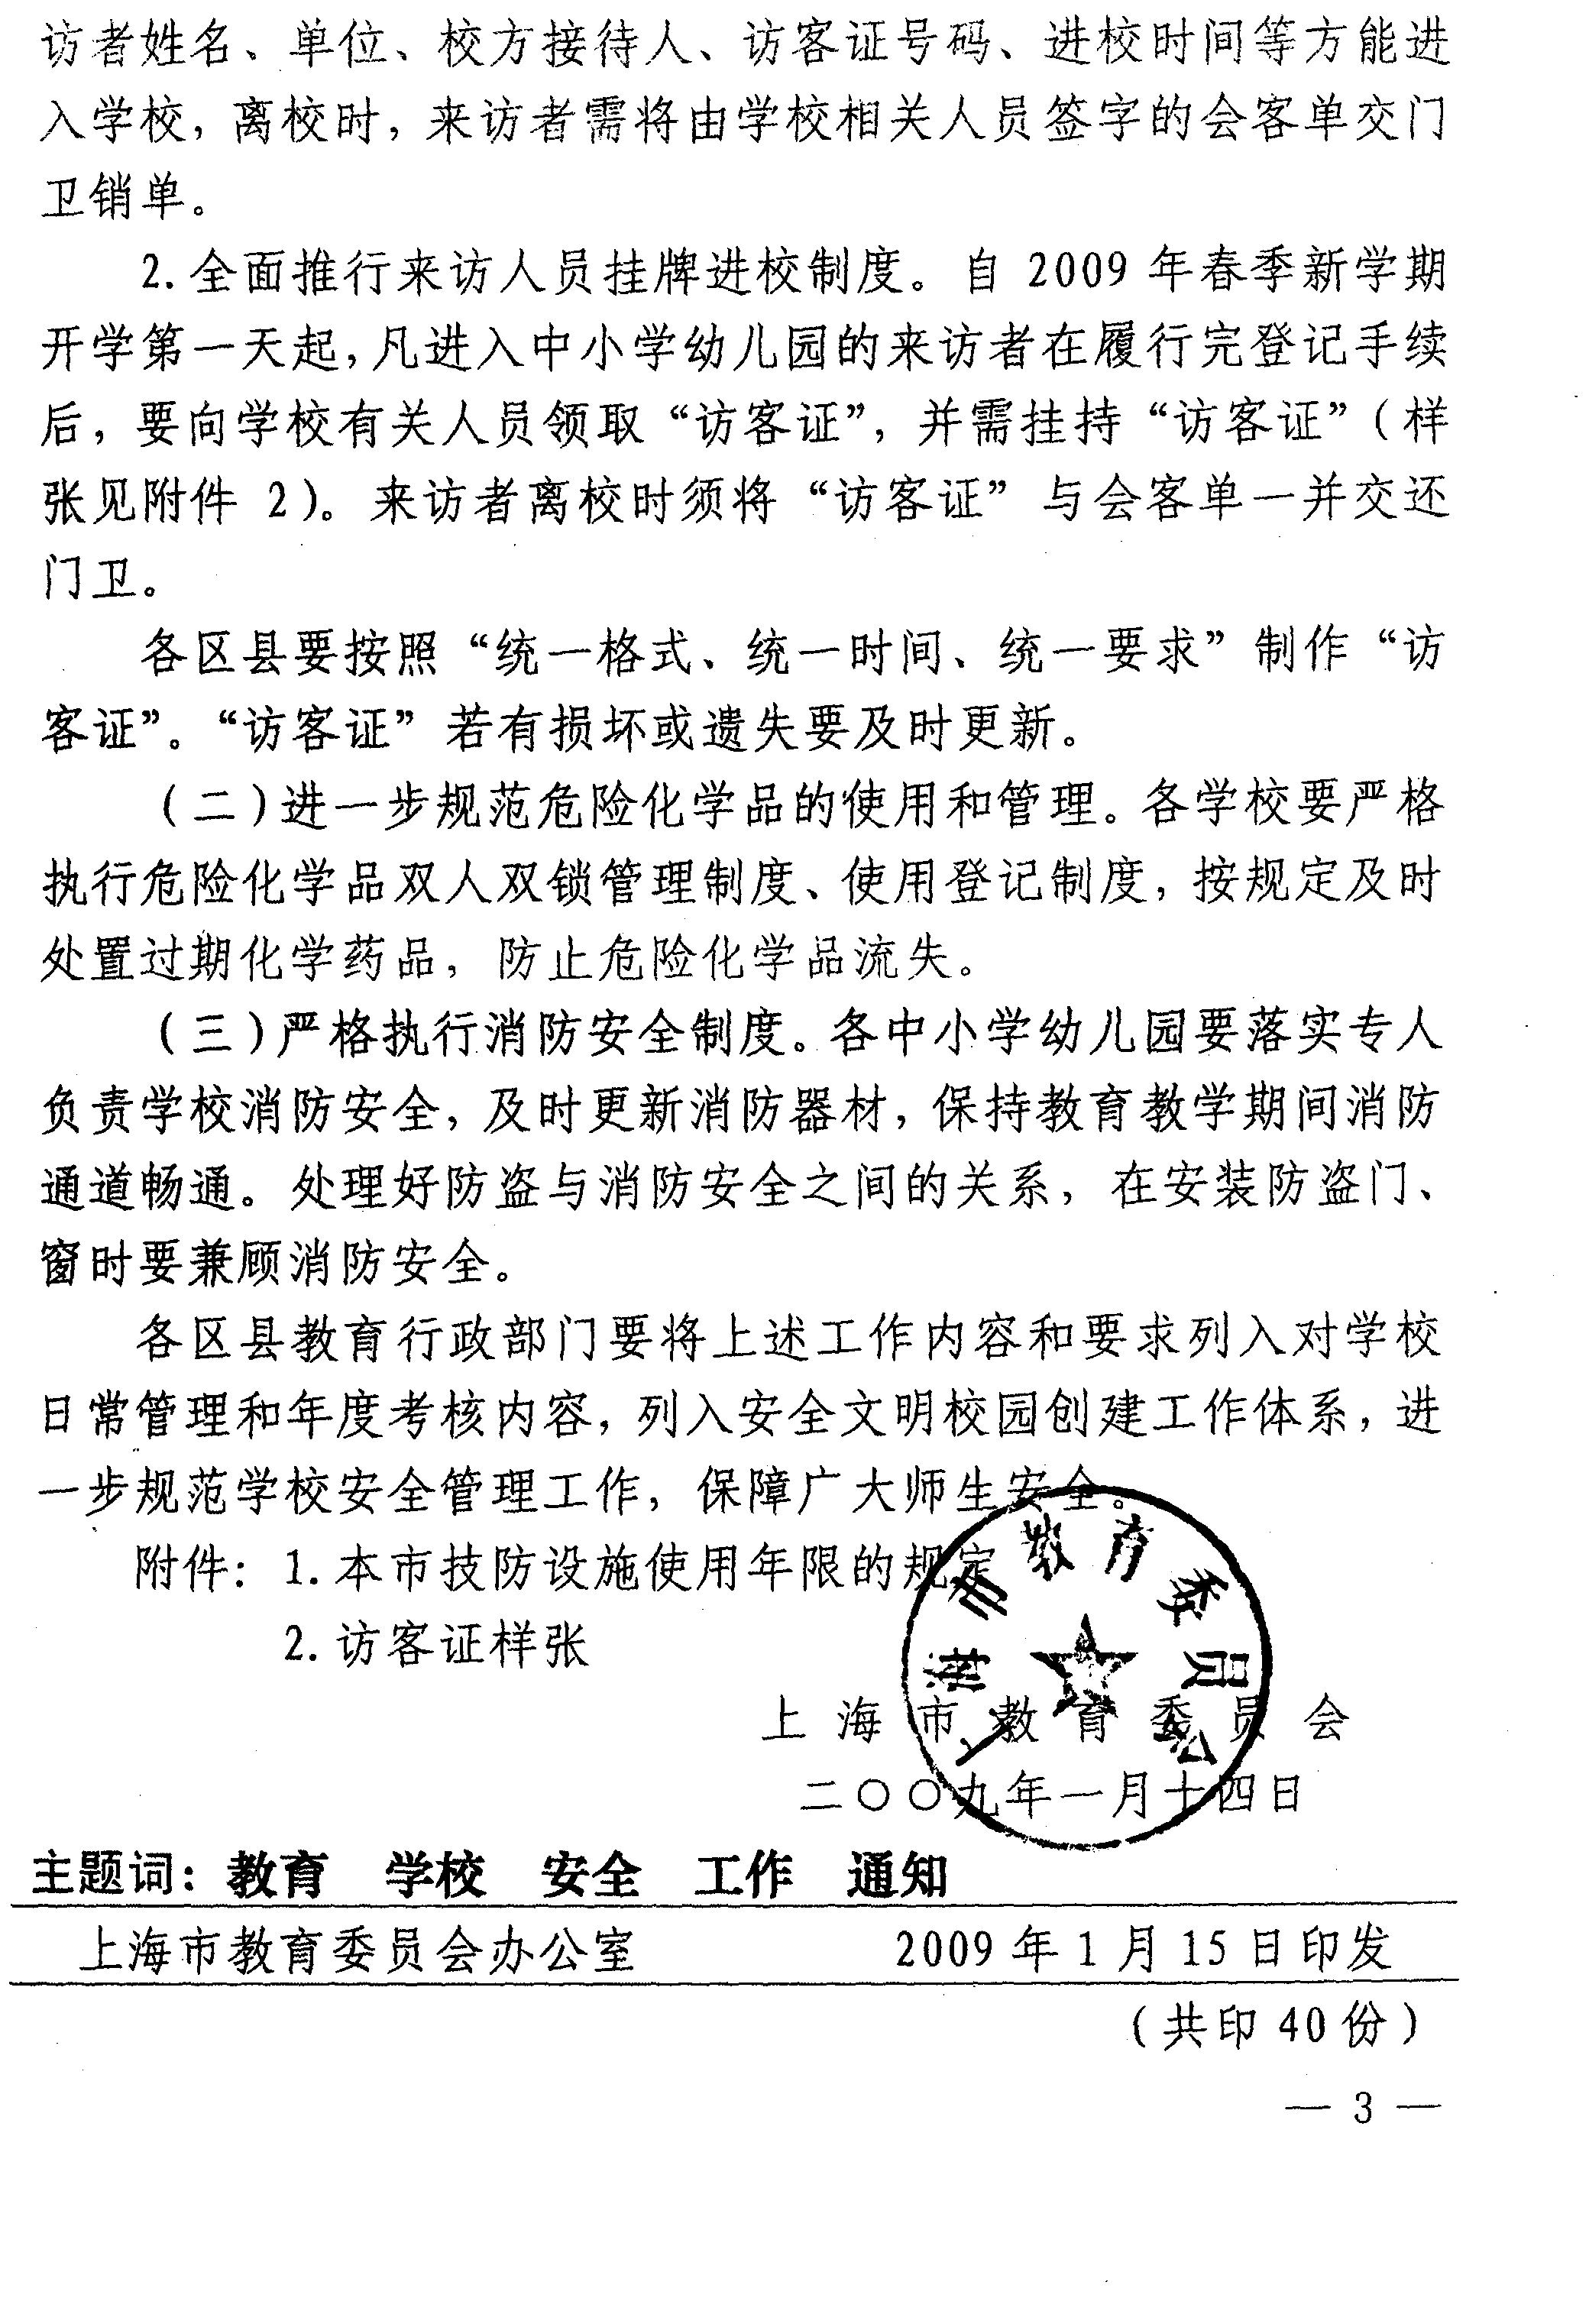 访者姓名、单位、校方接待人、访客证号码、进校时间等方能进
入学校，离校时，来访者需将由学校相关人员签字的会客单交门
卫销单。
2.全面推行来访人员挂牌进校制度。自 2009 年春季新学期
开学第一天起，凡进入中小学幼儿园的来访者在履行完登记手续
后，要向学校有关人员领取“访客证”，并需挂持“访客证”（样
张见附件 2）。来访者离校时须将“访客证”与会客单一并交还
门卫。
各区县要按照“统一格式、统一时间、统一要求”制作“访
客证”。“访客证”若有损坏或遗失要及时更新。
（二）进一步规范危险化学品的使用和管理。各学校要严格
执行危险化学品双人双锁管理制度、使用登记制度，按规定及时
处置过期化学药品，防止危险化学品流失。
（三）严格执行消防安全制度。各中小学幼儿园要落实专人
负责学校消防安全，及时更新消防器材，保持教育教学期间消防
通道畅通。处理好防盗与消防安全之间的关系，在安装防盗门、
窗时要兼顾消防安全。
各区县教育行政部门要将上述工作内容和要求列入对学校
日常管理和年度考核内容，列入安全文明校园创建工作体系，进
一步规范学校安全管理工作，保障广大师生安全。
附件：1.本市技防设施使用年限的规定
2.访客证样张
上海市教育委员会
上海市教育委员会
二〇〇九年一月十四日
主题词：教育 学校 安全 工作 通知
上海市教育委员会办公室 2009 年 1 月 15 日印发
（共印 40 份）
— 3 —